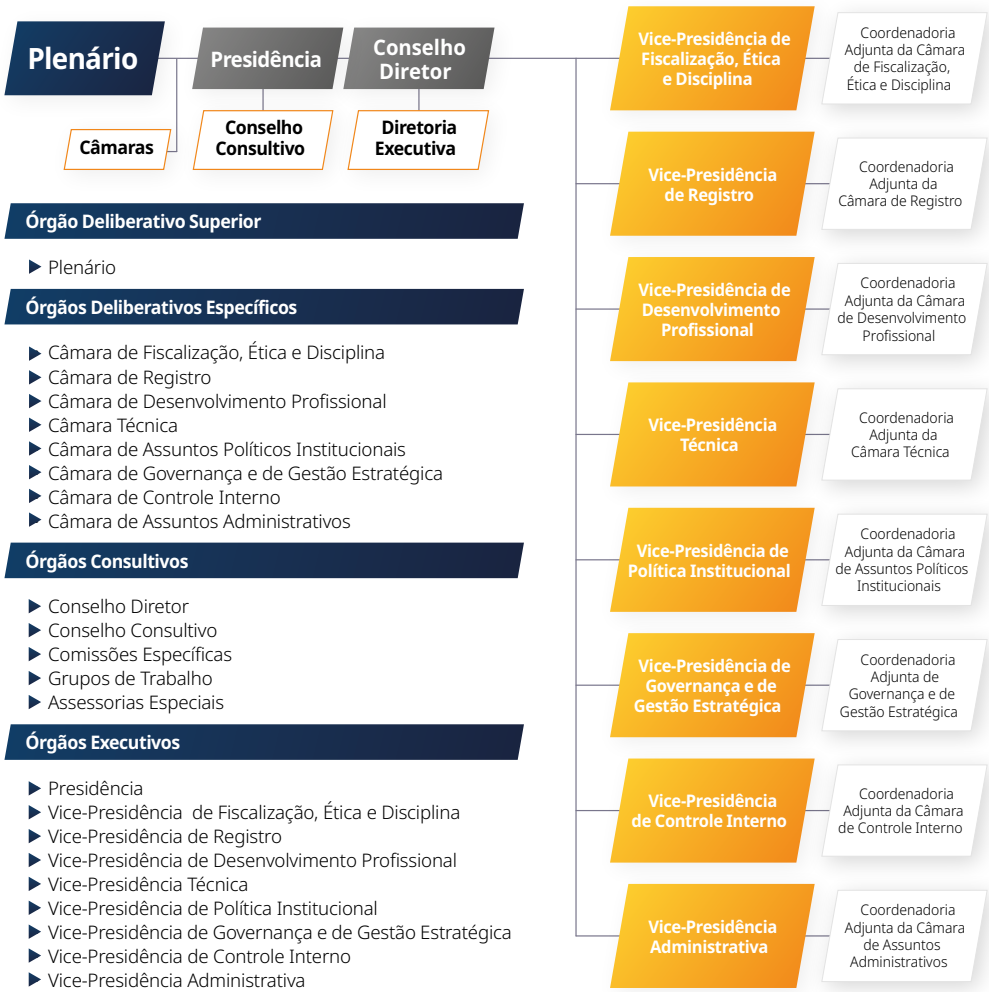 Plenário
Presidência
Conselho
Diretor
Câmaras
Conselho
Consultivo
Diretoria
Executiva
Órgão Deliberativo Superior
Plenário
Órgãos Deliberativos Específicos
Câmara de Fiscalização, Ética e Disciplina
Câmara de Registro
Câmara de Desenvolvimento Profissional
Câmara Técnica
Câmara de Assuntos Políticos Institucionais
Câmara de Governança e de Gestão Estratégica
Câmara de Controle Interno
Câmara de Assuntos Administrativos
Órgãos Consultivos
Conselho Diretor
Conselho Consultivo
Comissões Específicas
Grupos de Trabalho
Assessorias Especiais
Órgãos Executivos
Presidência
Vice-Presidência de Fiscalização, Ética e Disciplina
Vice-Presidência de Registro
Vice-Presidência de Desenvolvimento Profissional
Vice-Presidência Técnica
Vice-Presidência de Política Institucional
Vice-Presidência de Governança e de Gestão Estratégica
Vice-Presidência de Controle Interno
Vice-Presidência Administrativa
Vice-Presidência de
Fiscalização, Ética
e Disciplina
Coordenadoria
Adjunta da Câmara
de Fiscalização,
Ética e Disciplina
Vice-Presidência
de Registro
Coordenadoria
Adjunta da
Câmara de Registro
Vice-Presidência de
Desenvolvimento
Profissional
Coordenadoria
Adjunta da Câmara
de Desenvolvimento
Profissional
Vice-Presidência
Técnica
Coordenadoria
Adjunta da
Câmara Técnica
Vice-Presidência de
Política Institucional
Coordenadoria
Adjunta da Câmara
de Assuntos Políticos
Institucionais
Vice-Presidência de
Governança e de
Gestão Estratégica
Coordenadoria
Adjunta de
Governança e de
Gestão Estratégica
Vice-Presidência
de Controle Interno
Coordenadoria
Adjunta da Câmara
de Controle Interno
Vice-Presidência
Administrativa
Coordenadoria
Adjunta da Câmara
de Assuntos
Administrativos